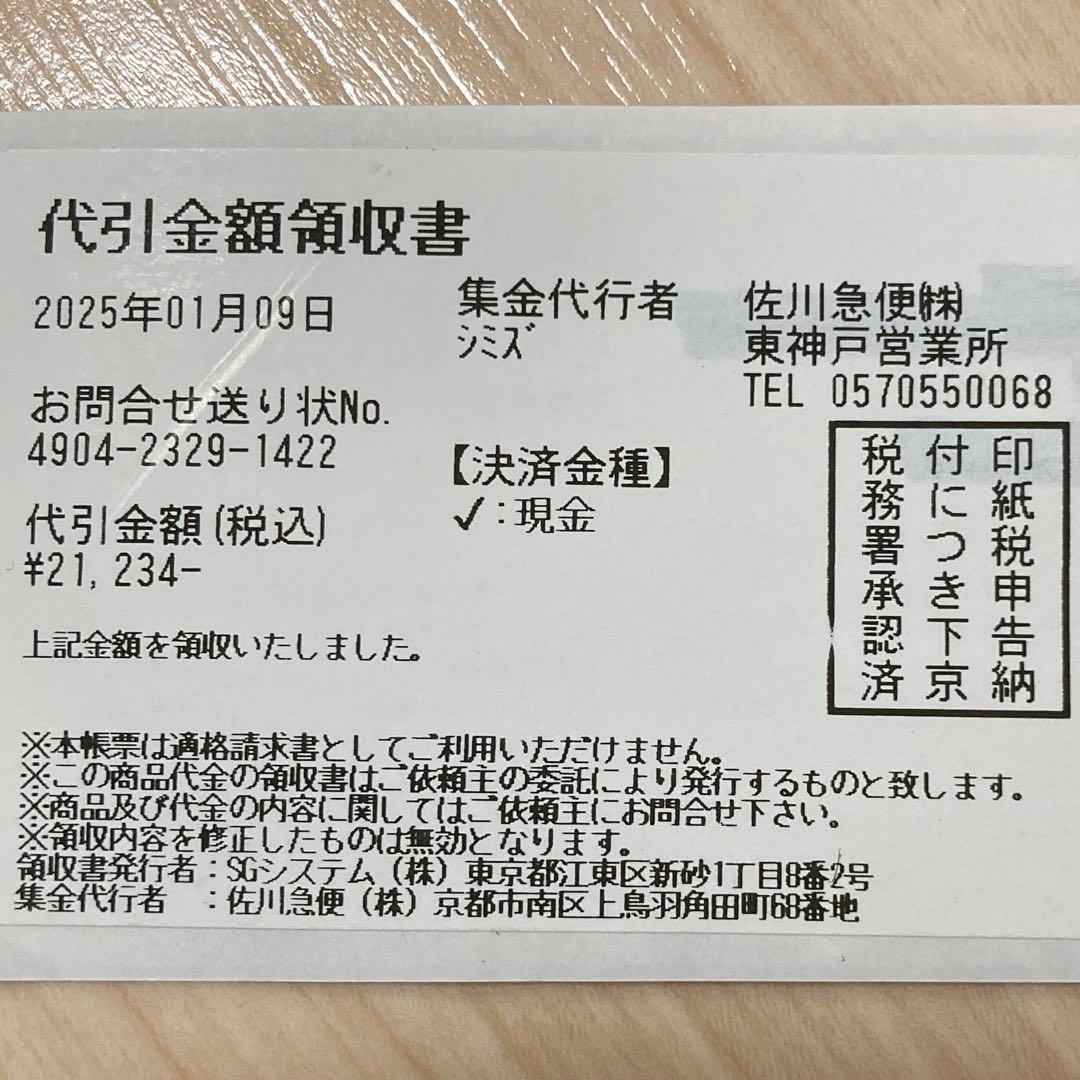 代引金額領収書
2025年01月09日
お問合せ送り状No.
4904-2329-1422
代引金額(税込)
¥21,234-
上記金額を領収いたしました。
集金代行者
シミズ
佐川急便㈱
東神戸営業所
TEL 0570550068
【決済金種】
✓:現金
印紙税申告納
付につき下京
税務署承認済
※本帳票は適格請求書としてご利用いただけません。
※この商品代金の領収書はご依頼主の委託により発行するものと致します。
※商品及び代金の内容に関してはご依頼主にお問合せ下さい。
※領収内容を修正したものは無効となります。
領収書発行者:SGシステム(株)東京都江東区新砂1丁目8番2号
集金代行者 :佐川急便(株)京都市南区上鳥羽角田町68番地